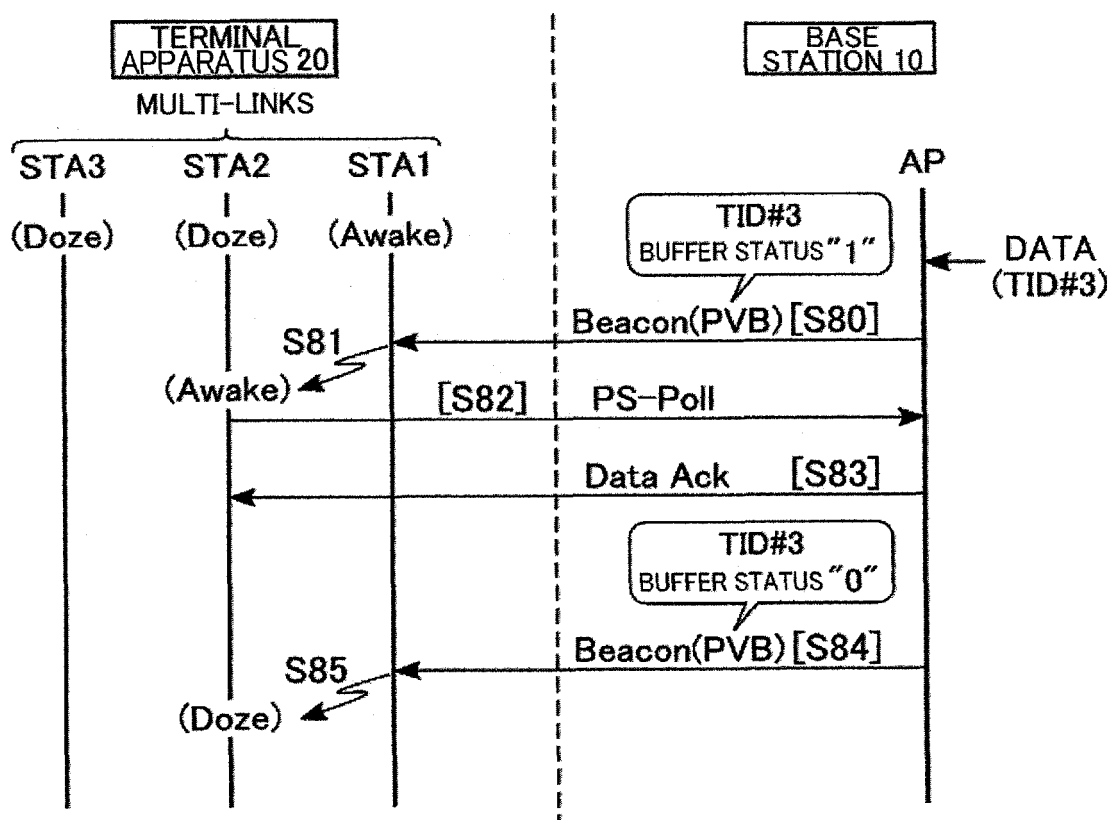 TERMINAL
APPARATUS 20
BASE
STATION 10
MULTI-LINKS
STA3 STA2 STA1
AP
(Doze) (Doze) (Awake)
TID#3
BUFFER STATUS "1"
DATA
(TID#3)
Beacon(PVB) [S80]
S81
(Awake)
[S82] PS-Poll
Data Ack [S83]
TID#3
BUFFER STATUS "0"
Beacon(PVB) [S84]
S85
(Doze)